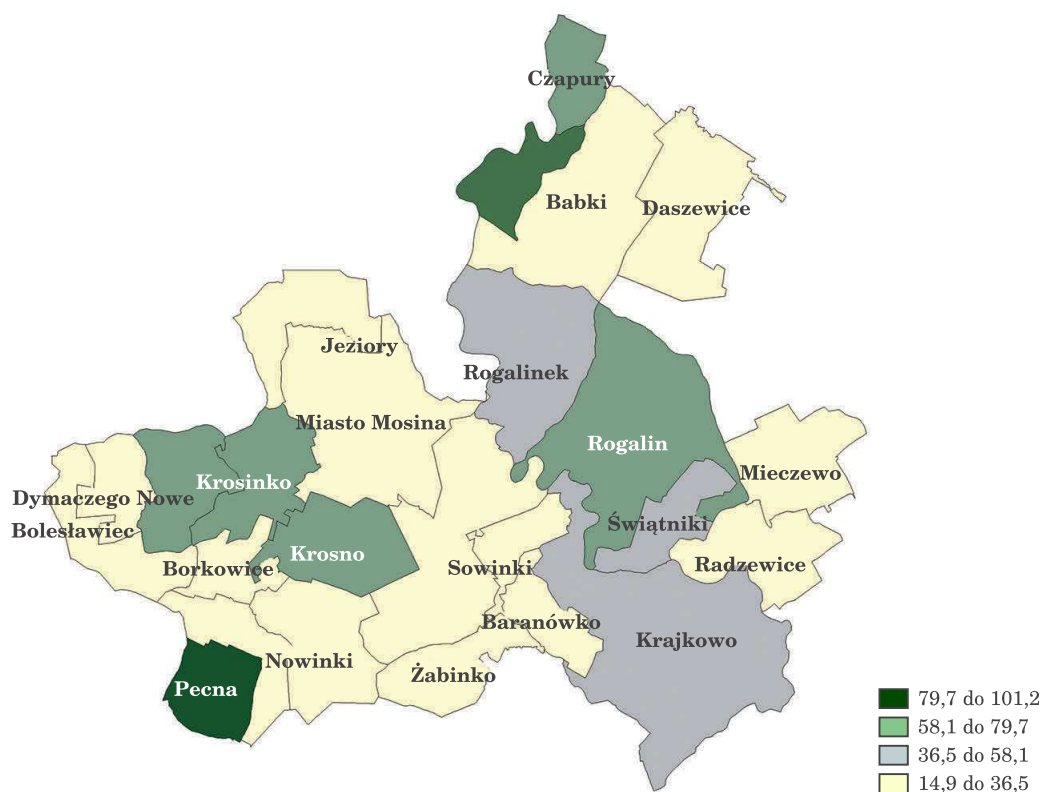 Czapury
Babki
Daszewice
Jeziory
Rogalinek
Miasto Mosina
Rogalin
Mieczewo
Krosinko
Dymaczego Nowe
Bolesławiec
Świątniki
Krosno
Borkowice
Sowinki
Radzewice
Baranówko
Krajkowo
Nowinki
Żabinko
Pecna
79,7 do 101,2
58,1 do 79,7
36,5 do 58,1
14,9 do 36,5